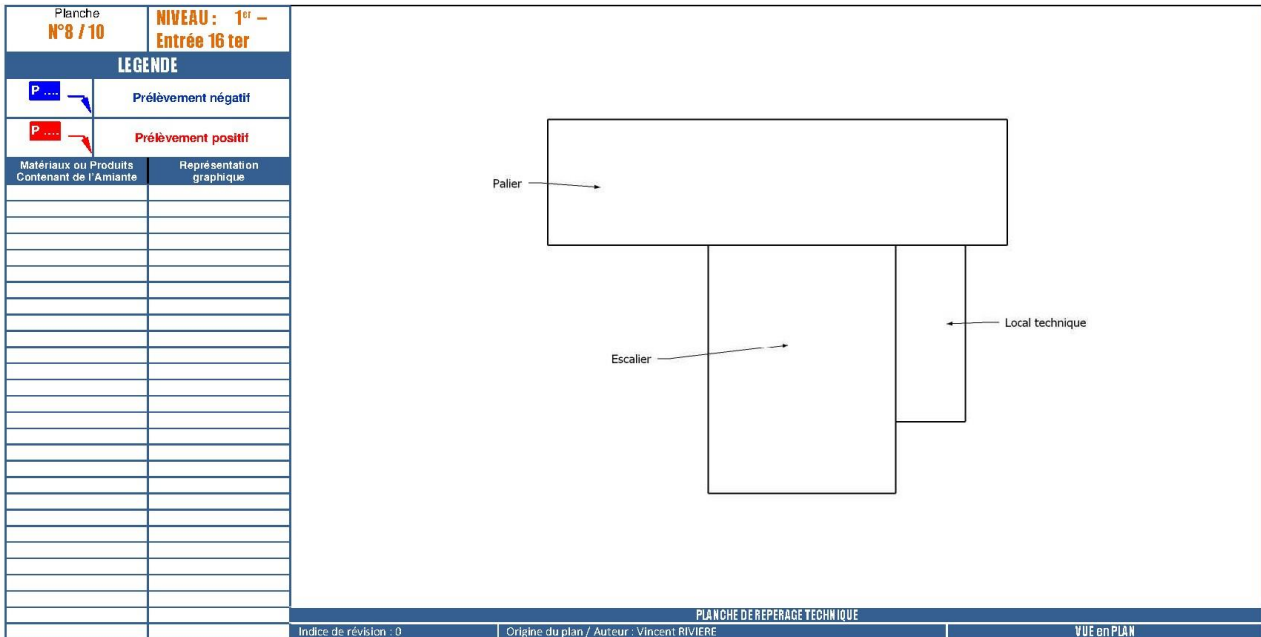 Planche
N°8 / 10
NIVEAU : 1er –
Entrée 16 ter
LEGENDE
P ....
Prélèvement négatif
P ....
Prélèvement positif
Matériaux ou Produits
Contenant de l'Amiante
Représentation
graphique
Palier
Local technique
Escalier
PLANCHE DE REPERAGE TECHNIQUE
Indice de révision : 0
Origine du plan / Auteur : Vincent RIVIERE
VUE en PLAN